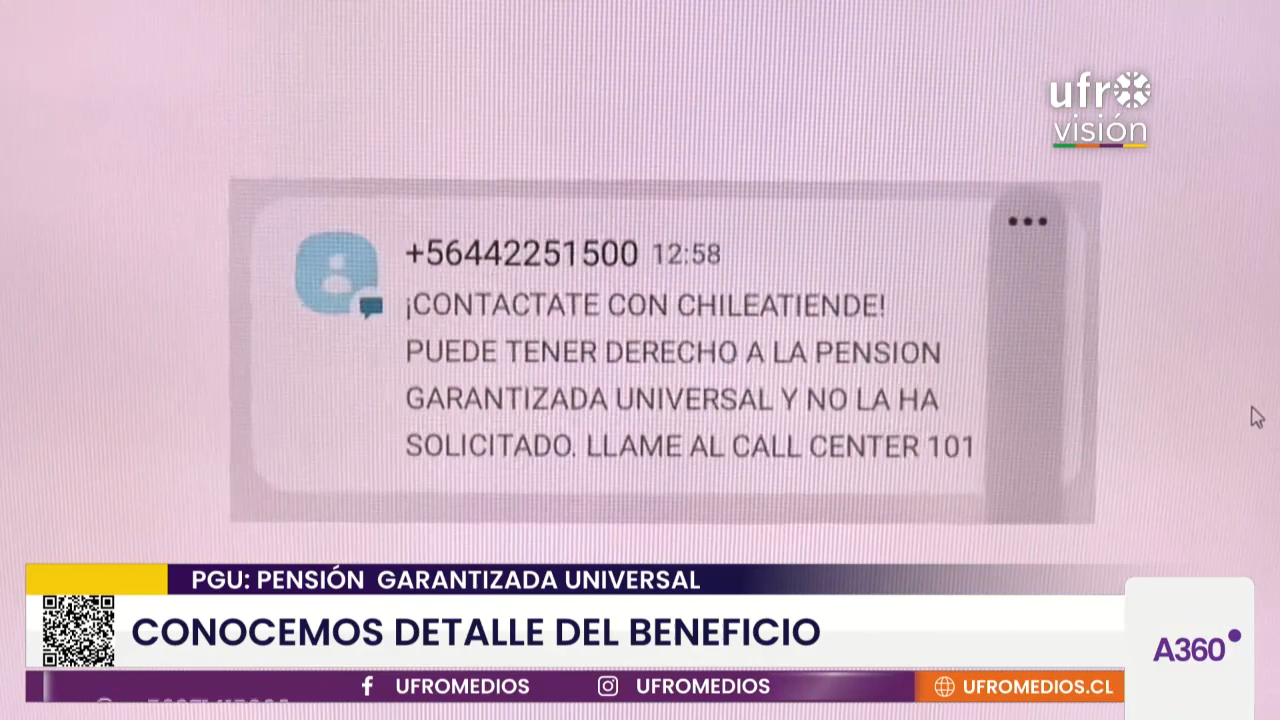 ufro
visión
+56442251500 12:58
¡CONTACTATE CON CHILEATIENDE!
PUEDE TENER DERECHO A LA PENSION
GARANTIZADA UNIVERSAL Y NO LA HA
SOLICITADO. LLAME AL CALL CENTER 101
PGU: PENSIÓN GARANTIZADA UNIVERSAL
CONOCEMOS DETALLE DEL BENEFICIO
A360
UFROMEDIOS UFROMEDIOS UFROMEDIOS.CL